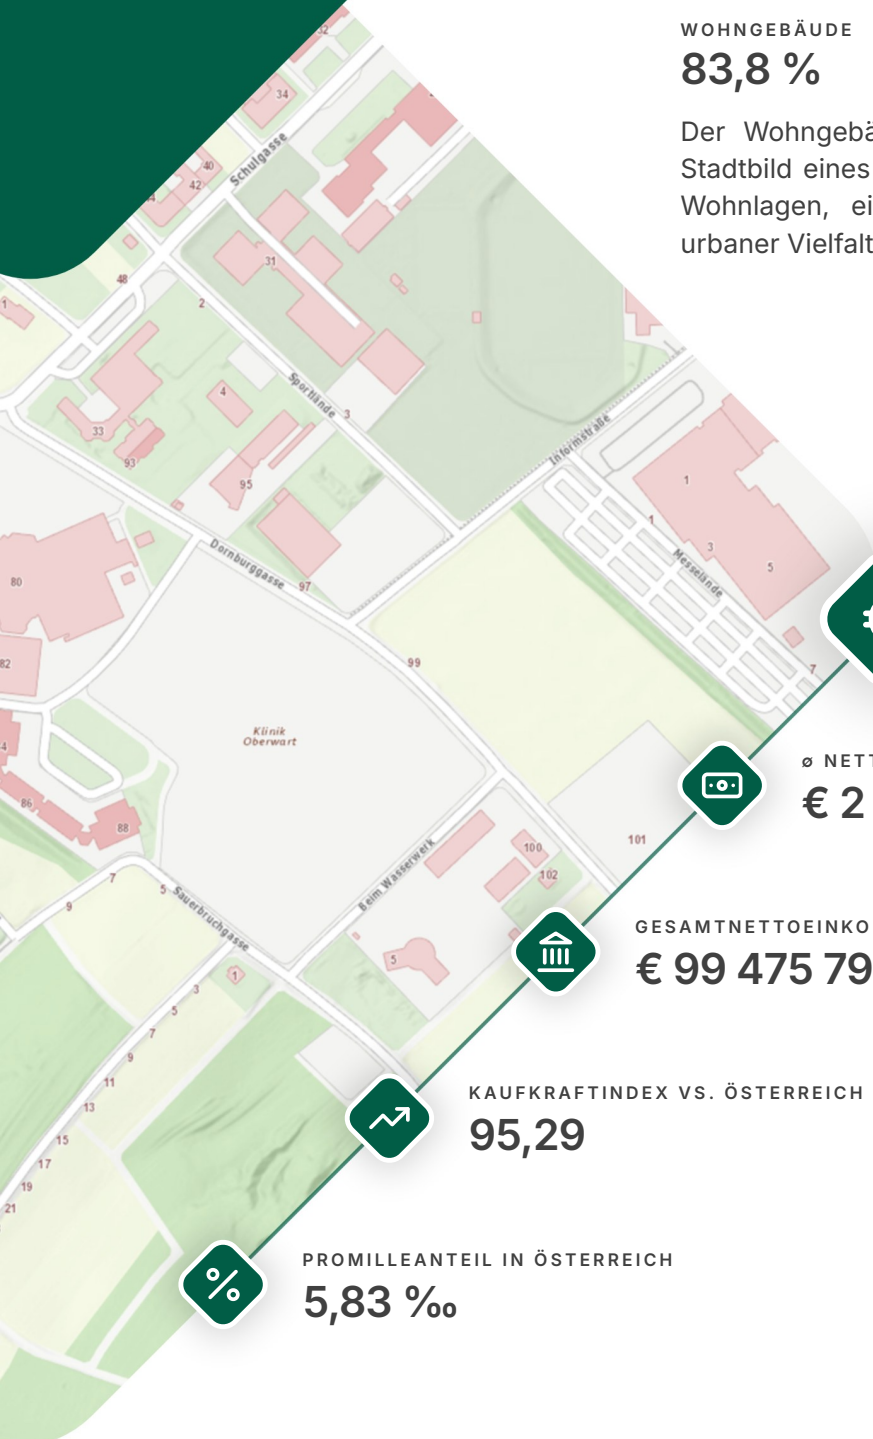 WOHNGEBÄUDE
83,8 %
Der Wohngebä
Stadtbild eines
Wohnlagen, ei
urbaner Vielfalt
32
34
Schulgasse
40
42
44
48
31
2
1
Sportlände
3
4
33
93
95
Informstraße
1
1
3
5
Messelände
80
Dornburggasse
97
82
99
7
Klinik
Oberwart
ø NETT
€ 2
86
88
101
100
102
Beim Wasserwerk
7
5
9
Sauerbruchgasse
GESAMTNETTOEINKO
€ 99 475 79
5
1
3
5
7
9
11
13
15
17
19
21
KAUFKRAFTINDEX VS. ÖSTERREICH
95,29
PROMILLEANTEIL IN ÖSTERREICH
5,83 ‰